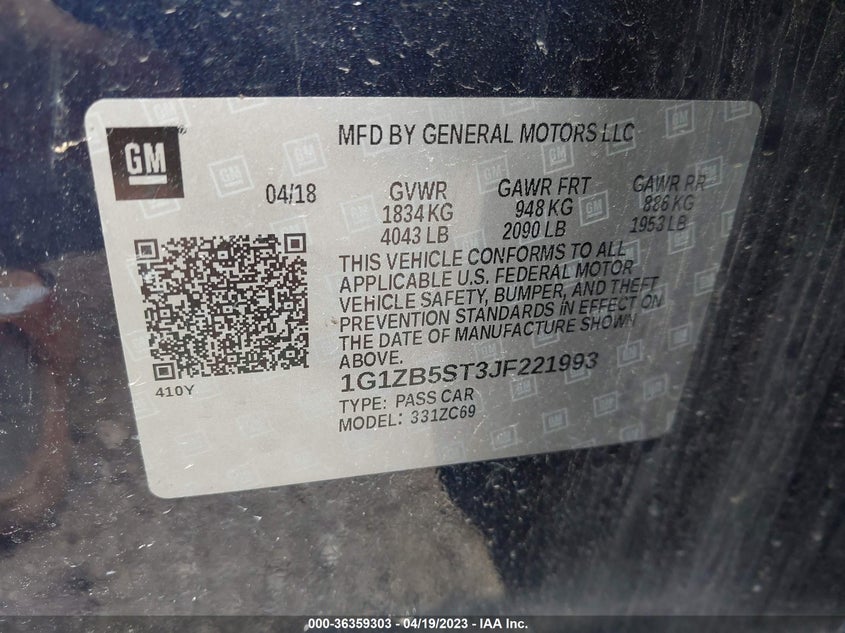 GM
MFD BY GENERAL MOTORS LLC
04/18
GVWR GAWR FRT GAWR RR
1834 KG 948 KG 886 KG
4043 LB 2090 LB 1953 LB
THIS VEHICLE CONFORMS TO ALL
APPLICABLE U.S. FEDERAL MOTOR
VEHICLE SAFETY, BUMPER, AND THEFT
PREVENTION STANDARDS IN EFFECT ON
THE DATE OF MANUFACTURE SHOWN
ABOVE.
410Y
1G1ZB5ST3JF221993
TYPE: PASS CAR
MODEL: 331ZC69
000-36359303 - 04/19/2023 - IAA Inc.